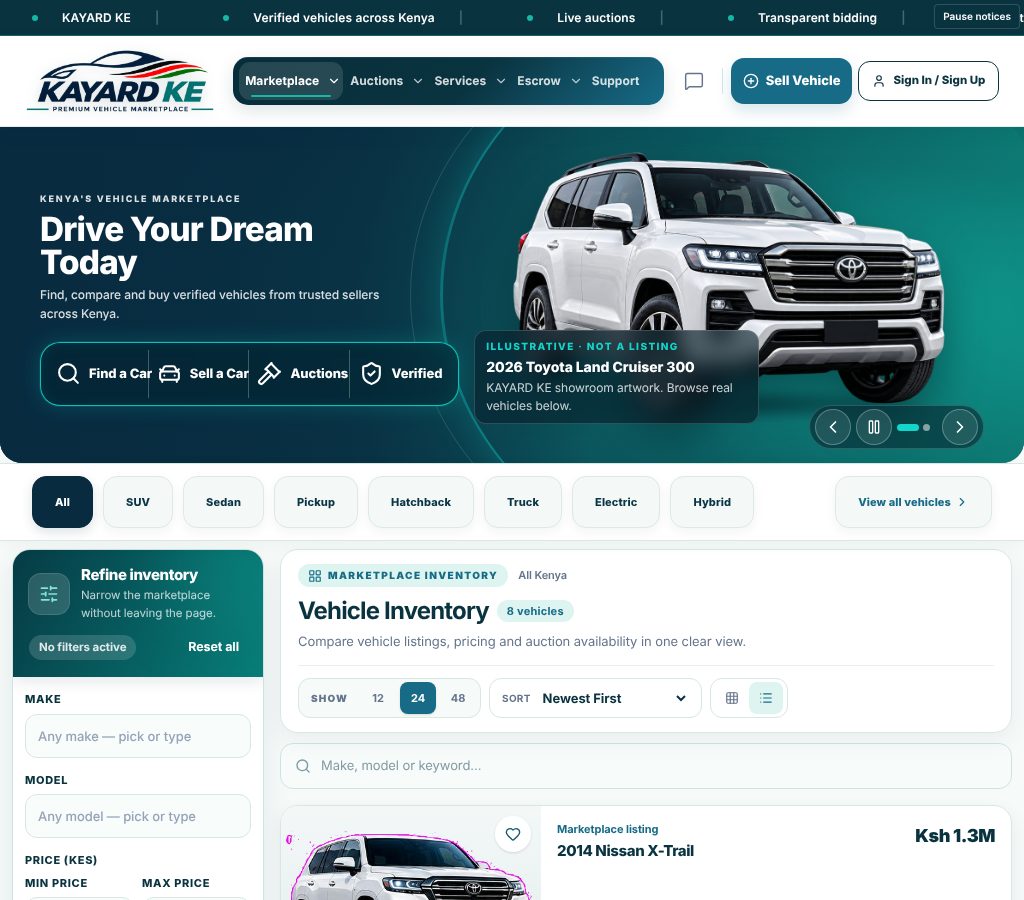 KAYARD KE
Verified vehicles across Kenya
Live auctions
Transparent bidding
Pause notices
KAYARD KE
PREMIUM VEHICLE MARKETPLACE
Marketplace
Auctions
Services
Escrow
Support
Sell Vehicle
Sign In / Sign Up
KENYA'S VEHICLE MARKETPLACE
Drive Your Dream
Today
Find, compare and buy verified vehicles from trusted sellers
across Kenya.
Find a Car
Sell a Car
Auctions
Verified
ILLUSTRATIVE · NOT A LISTING
2026 Toyota Land Cruiser 300
KAYARD KE showroom artwork. Browse real
vehicles below.
All
SUV
Sedan
Pickup
Hatchback
Truck
Electric
Hybrid
View all vehicles
Refine inventory
Narrow the marketplace
without leaving the page.
No filters active
Reset all
MAKE
Any make — pick or type
MODEL
Any model — pick or type
PRICE (KES)
MIN PRICE
MAX PRICE
MARKETPLACE INVENTORY
All Kenya
Vehicle Inventory
8 vehicles
Compare vehicle listings, pricing and auction availability in one clear view.
SHOW
12
24
48
SORT
Newest First
Make, model or keyword...
Marketplace listing
2014 Nissan X-Trail
Ksh 1.3M